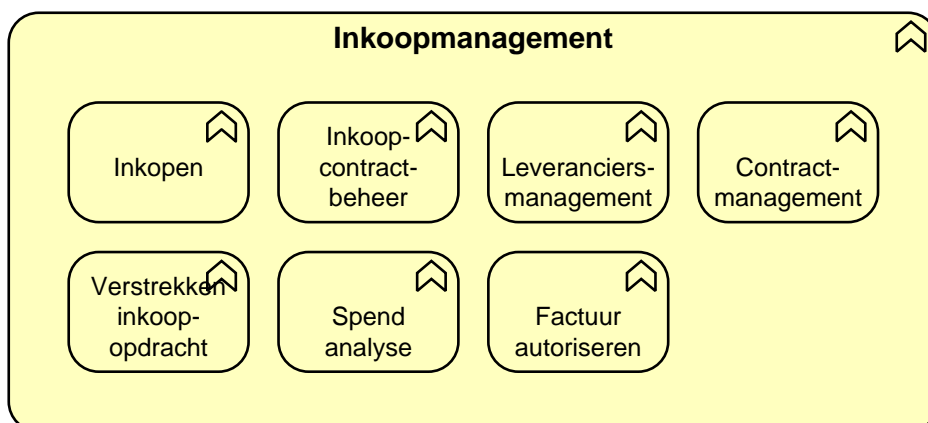 Inkoopmanagement
Inkopen
Inkoop-
contract-
beheer
Leveranciers-
management
Contract-
management
Verstrekken
inkoop-
opdracht
Spend
analyse
Factuur
autoriseren